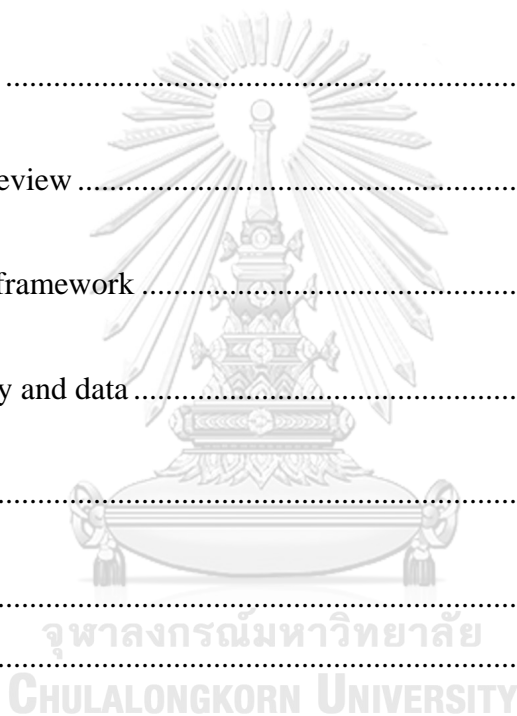 ...........................................................................
eview ...............................................................
framework ......................................................
y and data .......................................................
...........................................................................
...........................................................................
จุฬาลงกรณ์มหาวิทยาลัย
...........................................................................
CHULALONGKORN UNIVERSITY